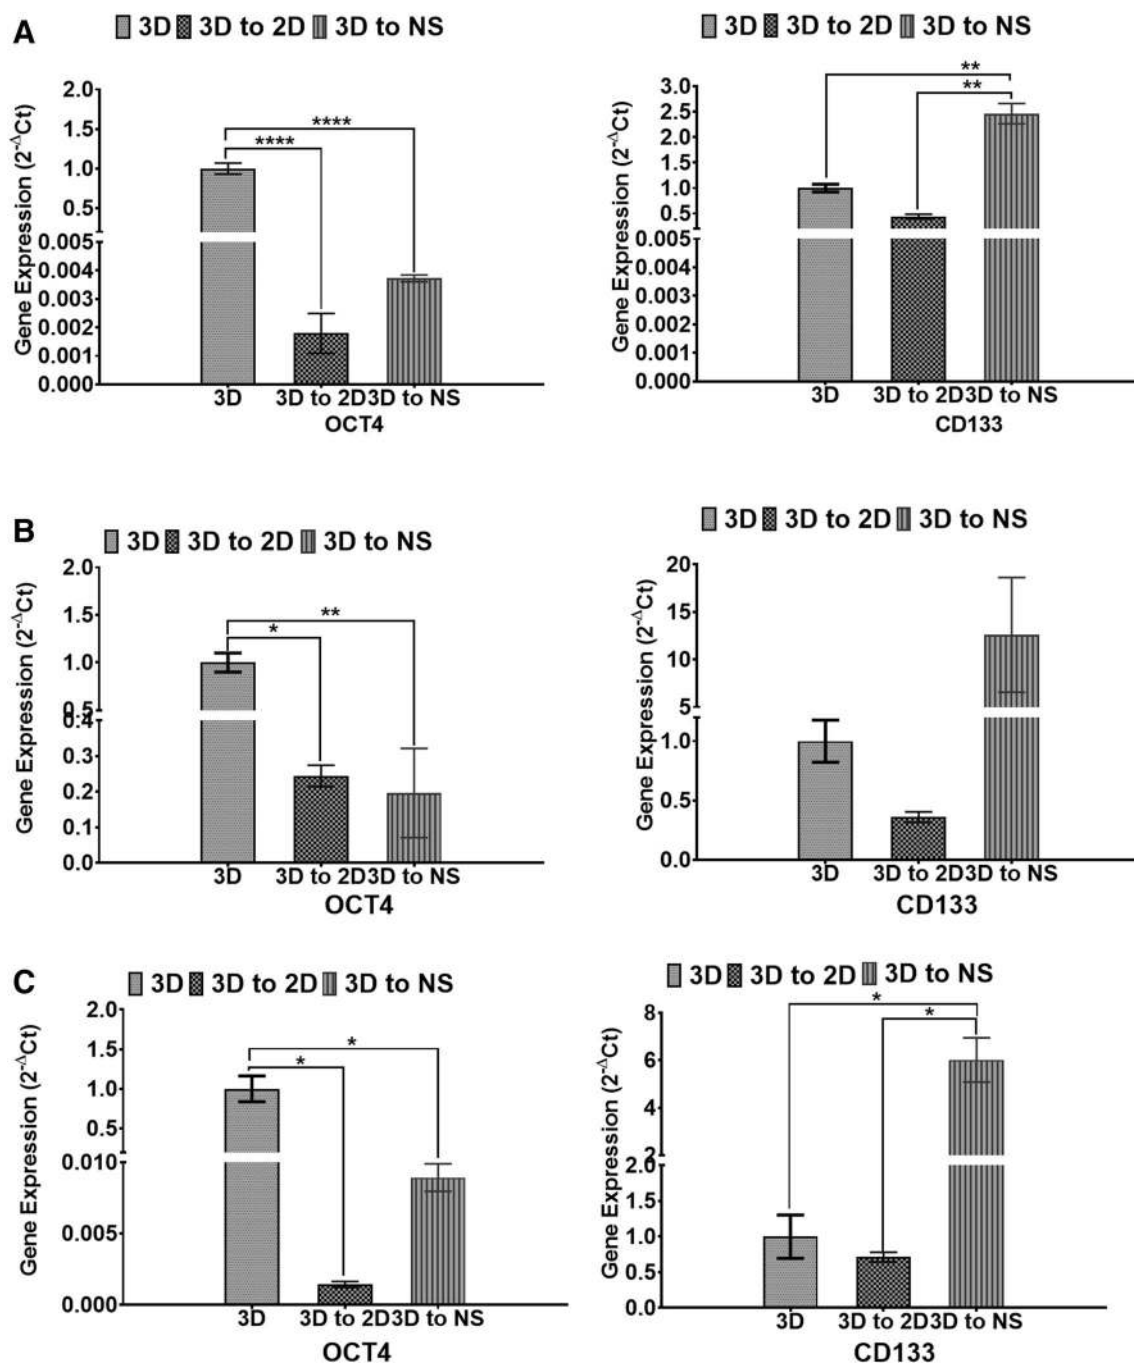 A
3D 3D to 2D 3D to NS
Gene Expression (2-ΔCt)
2.0
1.5
1.0
0.5
0.005
0.004
0.003
0.002
0.001
0.000
****
****
3D 3D to 2D 3D to NS
OCT4
3D 3D to 2D 3D to NS
Gene Expression (2-ΔCt)
3.0
2.5
2.0
1.5
1.0
0.5
0.005
0.004
0.003
0.002
0.001
0.000
**
**
3D 3D to 2D 3D to NS
CD133
B
3D 3D to 2D 3D to NS
Gene Expression (2-ΔCt)
2.0
1.5
1.0
0.5
0.4
0.3
0.2
0.1
0.0
**
*
3D 3D to 2D 3D to NS
OCT4
3D 3D to 2D 3D to NS
Gene Expression (2-ΔCt)
20
15
10
5
1.0
0.5
0.0
3D 3D to 2D 3D to NS
CD133
C
3D 3D to 2D 3D to NS
Gene Expression (2-ΔCt)
2.0
1.5
1.0
0.5
0.010
0.005
0.000
*
*
3D 3D to 2D 3D to NS
OCT4
3D 3D to 2D 3D to NS
Gene Expression (2-ΔCt)
8
6
4
2
2.0
1.5
1.0
0.5
0.0
*
*
3D 3D to 2D 3D to NS
CD133